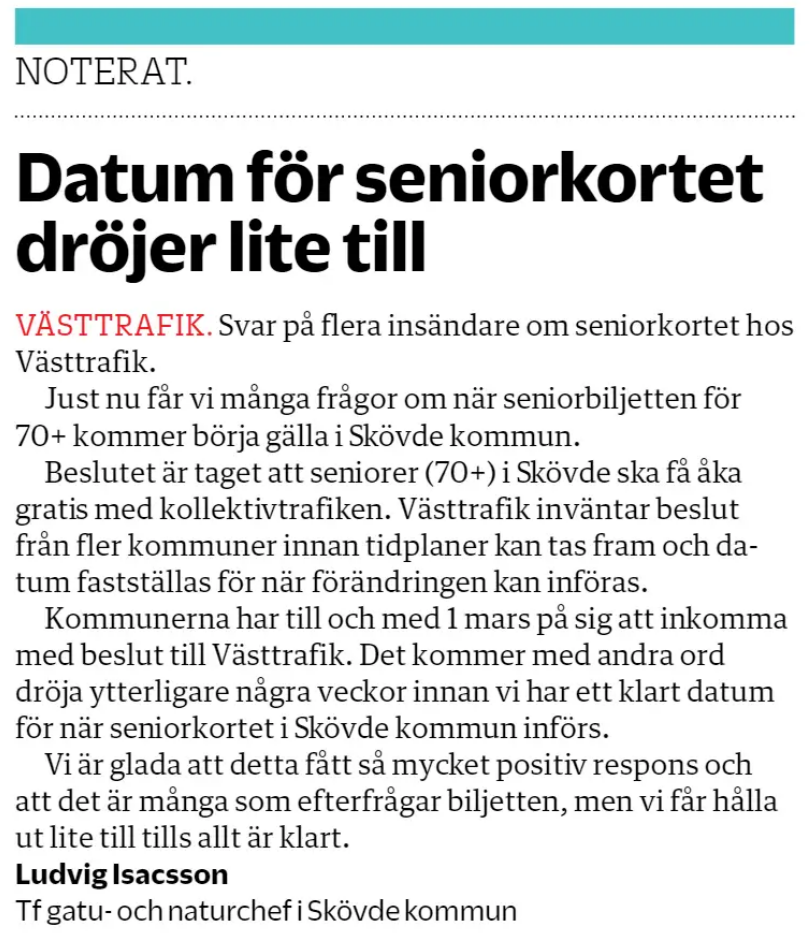 NOTERAT.
Datum för seniorkortet
dröjer lite till
VÄSTTRAFIK. Svar på flera insändare om seniorkortet hos
Västtrafik.
Just nu får vi många frågor om när seniorbiljetten för
70+ kommer börja gälla i Skövde kommun.
Beslutet är taget att seniorer (70+) i Skövde ska få åka
gratis med kollektivtrafiken. Västtrafik inväntar beslut
från fler kommuner innan tidplaner kan tas fram och da-
tum fastställas för när förändringen kan införas.
Kommunerna har till och med 1 mars på sig att inkomma
med beslut till Västtrafik. Det kommer med andra ord
dröja ytterligare några veckor innan vi har ett klart datum
för när seniorkortet i Skövde kommun införs.
Vi är glada att detta fått så mycket positiv respons och
att det är många som efterfrågar biljetten, men vi får hålla
ut lite till tills allt är klart.
Ludvig Isacsson
Tf gatu- och naturchef i Skövde kommun